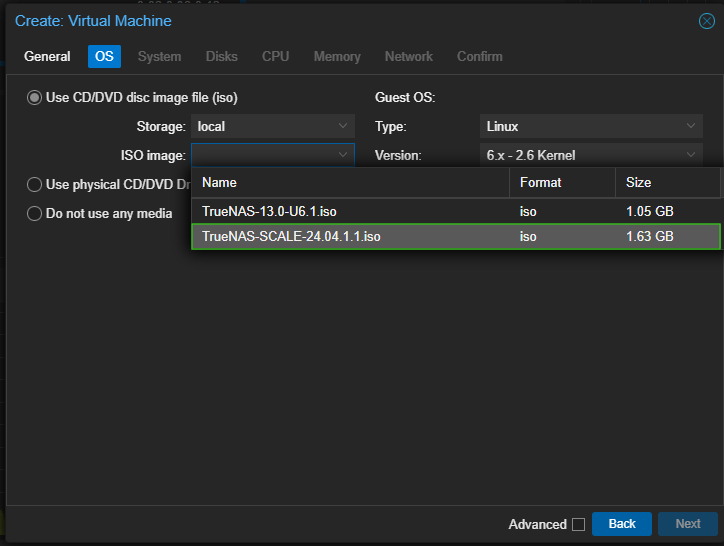 Create: Virtual Machine
General OS System Disks CPU Memory Network Confirm
Use CD/DVD disc image file (iso) Guest OS:
Storage: local Type: Linux
ISO image: Version: 6.x - 2.6 Kernel
Use physical CD/DVD Dr
Name Format Size
Do not use any media
TrueNAS-13.0-U6.1.iso iso 1.05 GB
TrueNAS-SCALE-24.04.1.1.iso iso 1.63 GB
Advanced Back Next